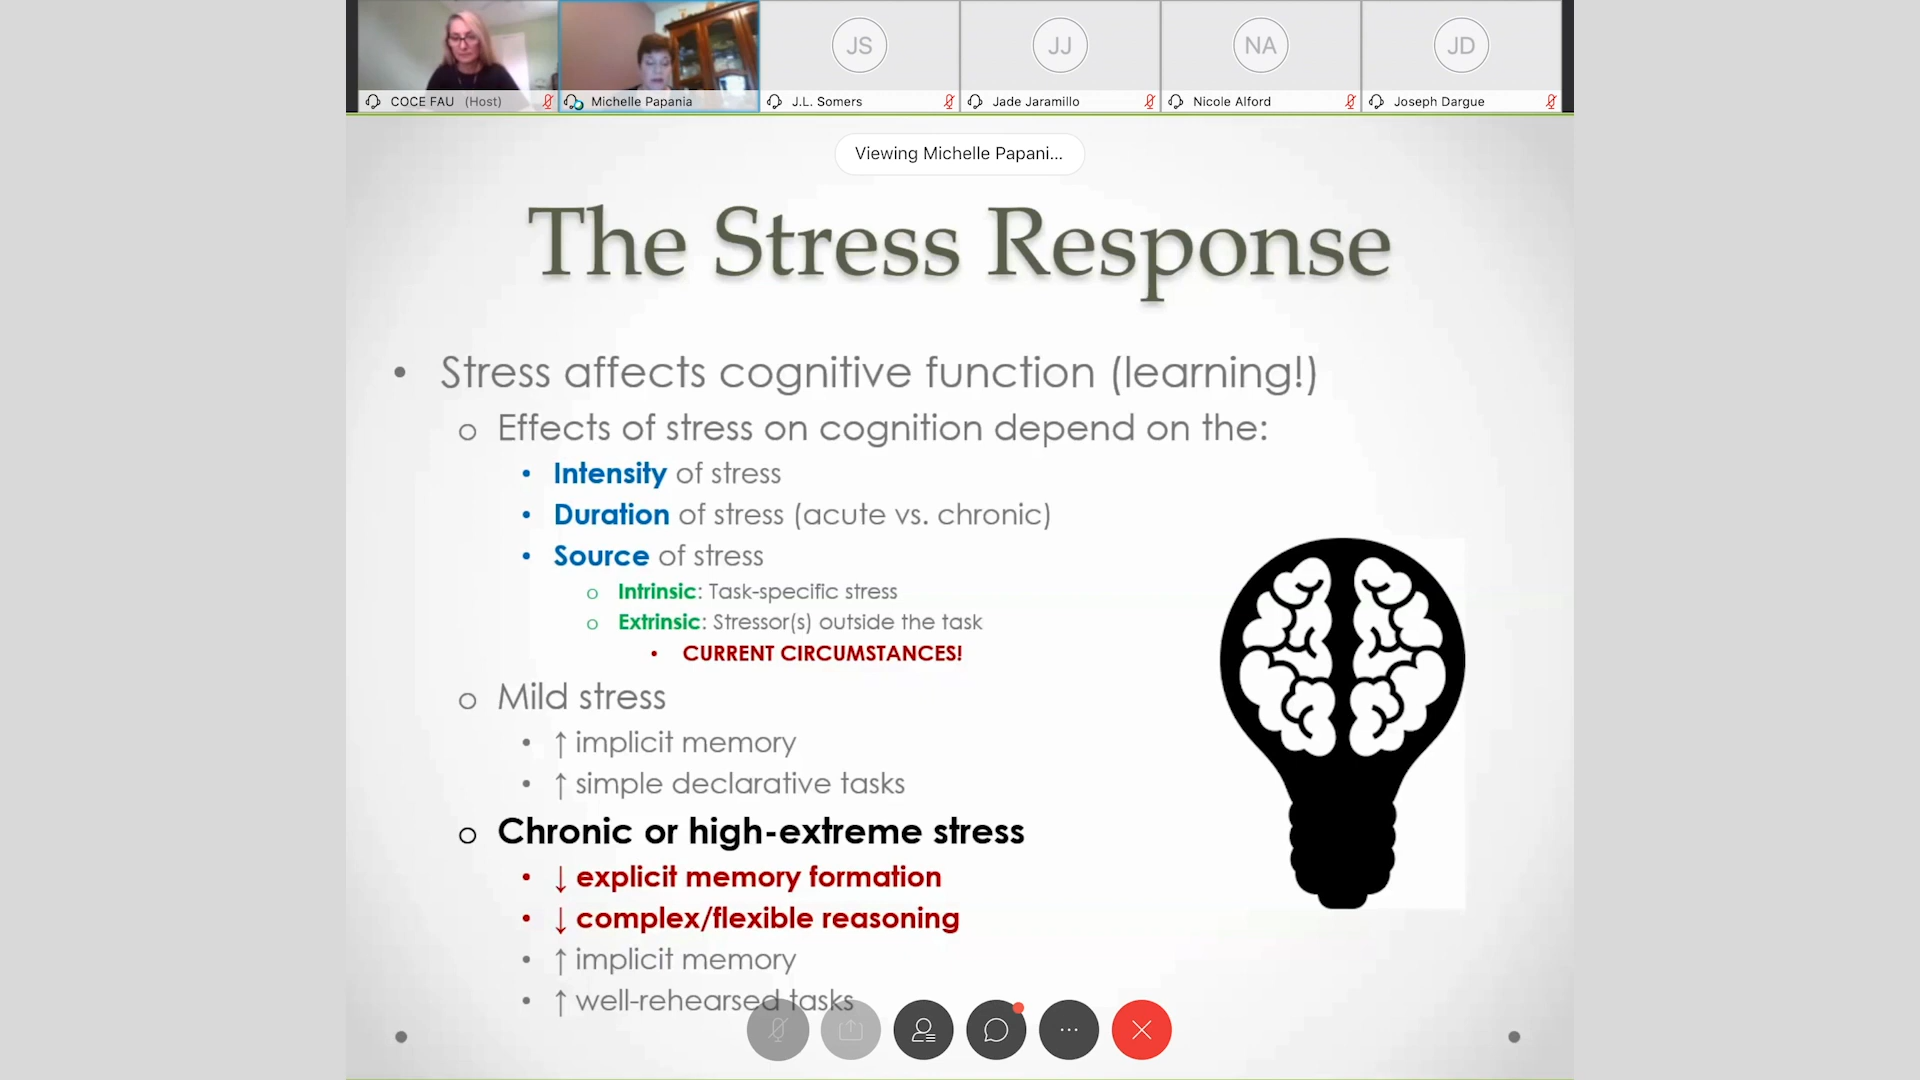 JS
JJ
NA
JD
COCE FAU (Host)
Michelle Papania
J.L. Somers
Jade Jaramillo
Nicole Alford
Joseph Dargue
Viewing Michelle Papani...
The Stress Response
• Stress affects cognitive function (learning!)
o Effects of stress on cognition depend on the:
• Intensity of stress
• Duration of stress (acute vs. chronic)
• Source of stress
o Intrinsic: Task-specific stress
o Extrinsic: Stressor(s) outside the task
• CURRENT CIRCUMSTANCES!
o Mild stress
• ↑ implicit memory
• ↑ simple declarative tasks
o Chronic or high-extreme stress
• ↓ explicit memory formation
• ↓ complex/flexible reasoning
• ↑ implicit memory
• ↑ well-rehearsed tasks